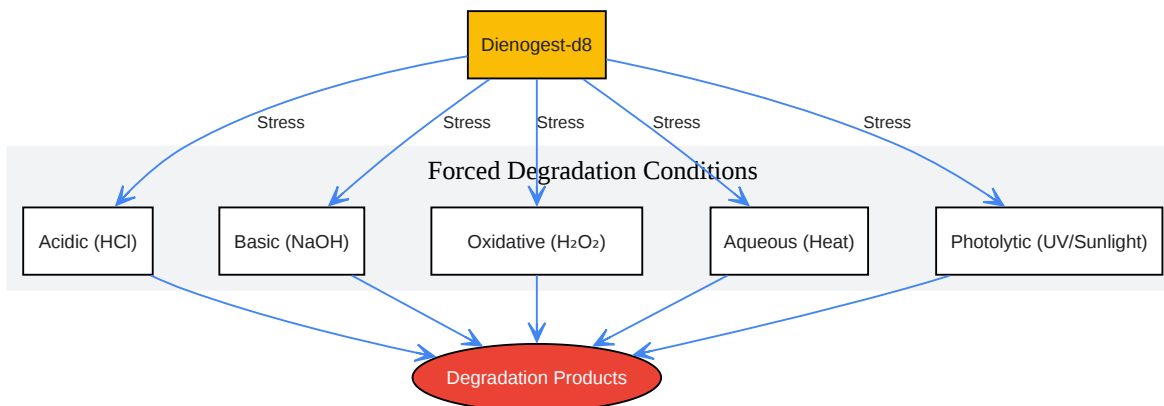 Dienogest-d8
Stress Stress Stress Stress Stress
Forced Degradation Conditions
Acidic (HCl) Basic (NaOH) Oxidative (H₂O₂) Aqueous (Heat) Photolytic (UV/Sunlight)
Degradation Products